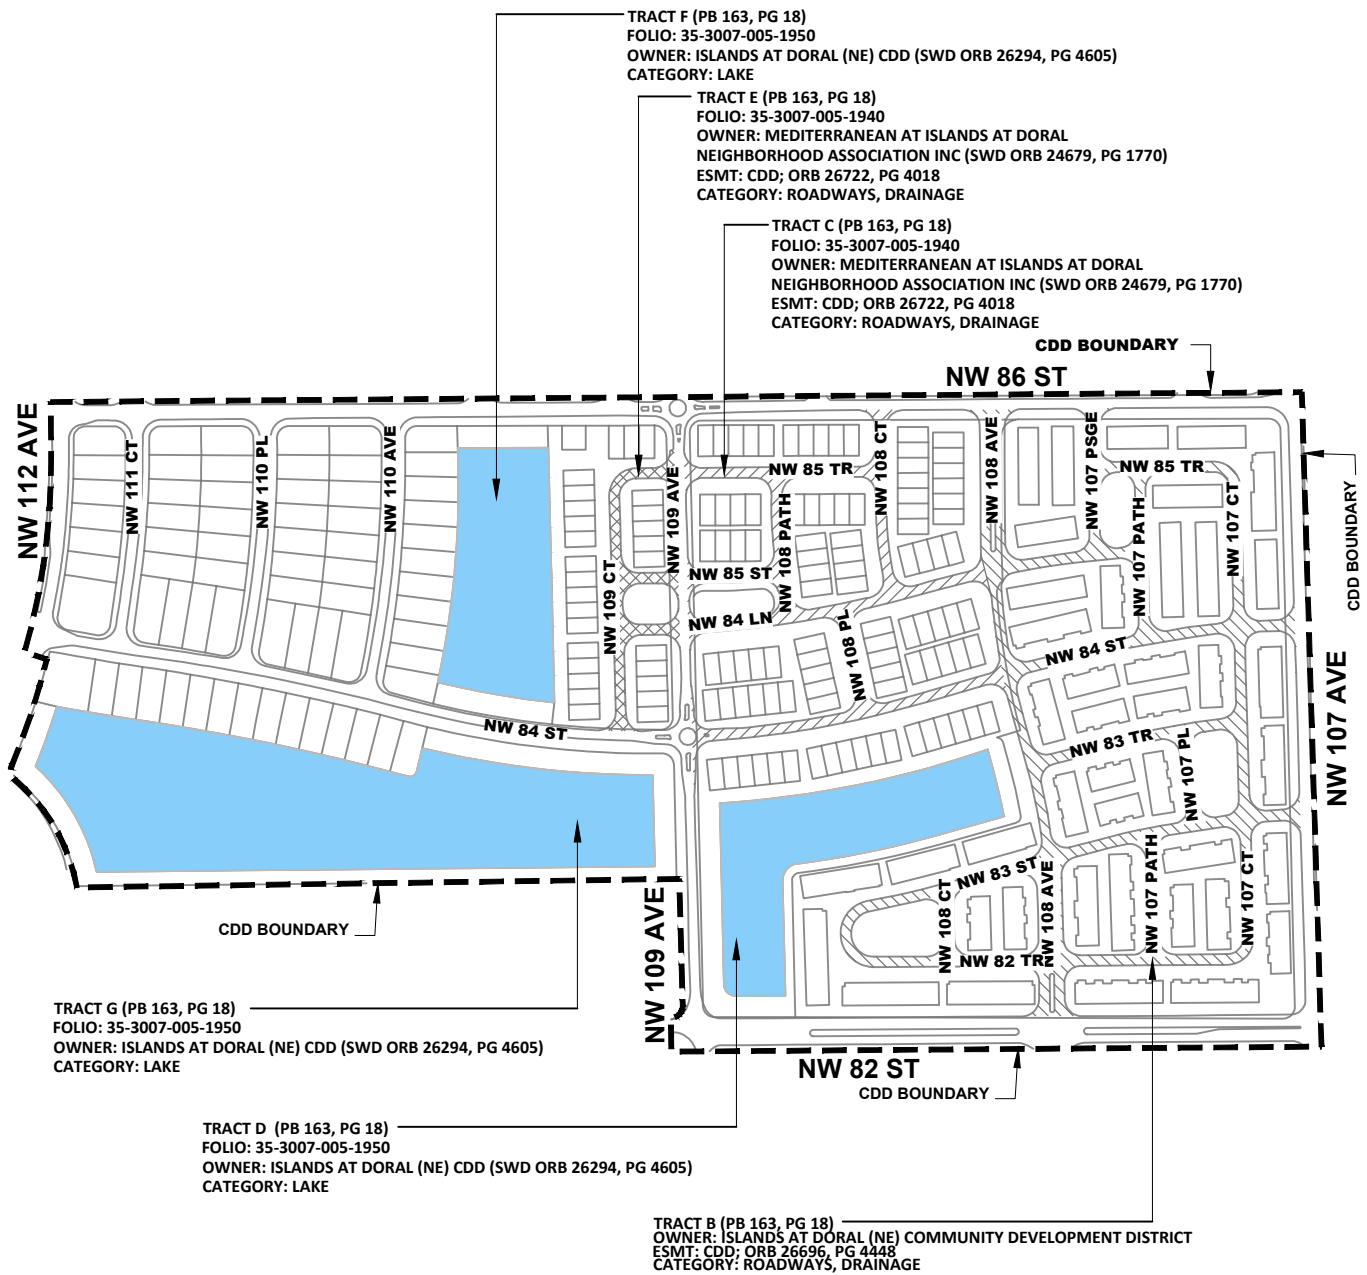 TRACT F (PB 163, PG 18)
FOLIO: 35-3007-005-1950
OWNER: ISLANDS AT DORAL (NE) CDD (SWD ORB 26294, PG 4605)
CATEGORY: LAKE
TRACT E (PB 163, PG 18)
FOLIO: 35-3007-005-1940
OWNER: MEDITERRANEAN AT ISLANDS AT DORAL
NEIGHBORHOOD ASSOCIATION INC (SWD ORB 24679, PG 1770)
ESMT: CDD; ORB 26722, PG 4018
CATEGORY: ROADWAYS, DRAINAGE
TRACT C (PB 163, PG 18)
FOLIO: 35-3007-005-1940
OWNER: MEDITERRANEAN AT ISLANDS AT DORAL
NEIGHBORHOOD ASSOCIATION INC (SWD ORB 24679, PG 1770)
ESMT: CDD; ORB 26722, PG 4018
CATEGORY: ROADWAYS, DRAINAGE
CDD BOUNDARY
NW 86 ST
NW 112 AVE
NW 111 CT
NW 110 PL
NW 110 AVE
NW 109 CT
NW 109 AVE
NW 85 TR
NW 108 PATH
NW 108 CT
NW 108 AVE
NW 107 PSGE
NW 85 TR
NW 107 PATH
NW 107 CT
CDD BOUNDARY
NW 85 ST
NW 84 LN
NW 108 PL
NW 84 ST
NW 107 AVE
NW 84 ST
NW 83 TR
NW 107 PL
NW 83 ST
NW 108 CT
NW 108 AVE
NW 107 PATH
NW 107 CT
NW 82 TR
CDD BOUNDARY
NW 109 AVE
TRACT G (PB 163, PG 18)
FOLIO: 35-3007-005-1950
OWNER: ISLANDS AT DORAL (NE) CDD (SWD ORB 26294, PG 4605)
CATEGORY: LAKE
NW 82 ST
CDD BOUNDARY
TRACT D (PB 163, PG 18)
FOLIO: 35-3007-005-1950
OWNER: ISLANDS AT DORAL (NE) CDD (SWD ORB 26294, PG 4605)
CATEGORY: LAKE
TRACT B (PB 163, PG 18)
OWNER: ISLANDS AT DORAL (NE) COMMUNITY DEVELOPMENT DISTRICT
ESMT: CDD; ORB 26696, PG 4448
CATEGORY: ROADWAYS, DRAINAGE